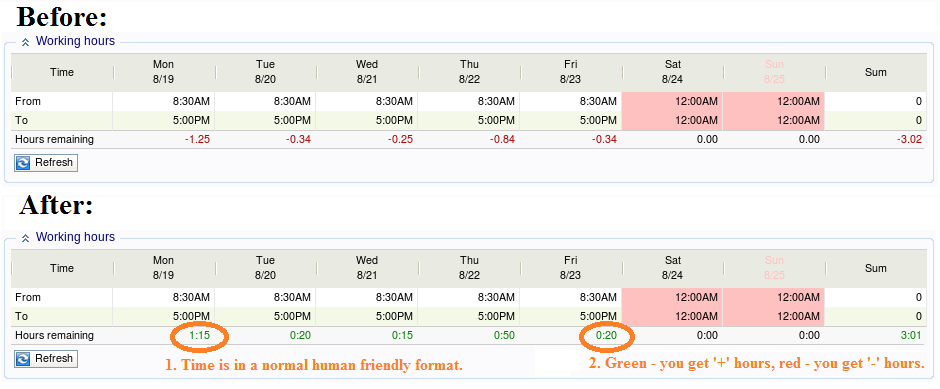 Before:
Working hours
Time Mon 8/19 Tue 8/20 Wed 8/21 Thu 8/22 Fri 8/23 Sat 8/24 Sun 8/25 Sum
From 8:30AM 8:30AM 8:30AM 8:30AM 8:30AM 12:00AM 12:00AM 0
To 5:00PM 5:00PM 5:00PM 5:00PM 5:00PM 12:00AM 12:00AM 0
Hours remaining -1.25 -0.34 -0.25 -0.84 -0.34 0.00 0.00 -3.02
Refresh
After:
Working hours
Time Mon 8/19 Tue 8/20 Wed 8/21 Thu 8/22 Fri 8/23 Sat 8/24 Sun 8/25 Sum
From 8:30AM 8:30AM 8:30AM 8:30AM 8:30AM 12:00AM 12:00AM 0
To 5:00PM 5:00PM 5:00PM 5:00PM 5:00PM 12:00AM 12:00AM 0
Hours remaining 1:15 0:20 0:15 0:50 0:20 0:00 0:00 3:01
Refresh
1. Time is in a normal human friendly format.
2. Green - you get '+' hours, red - you get '-' hours.